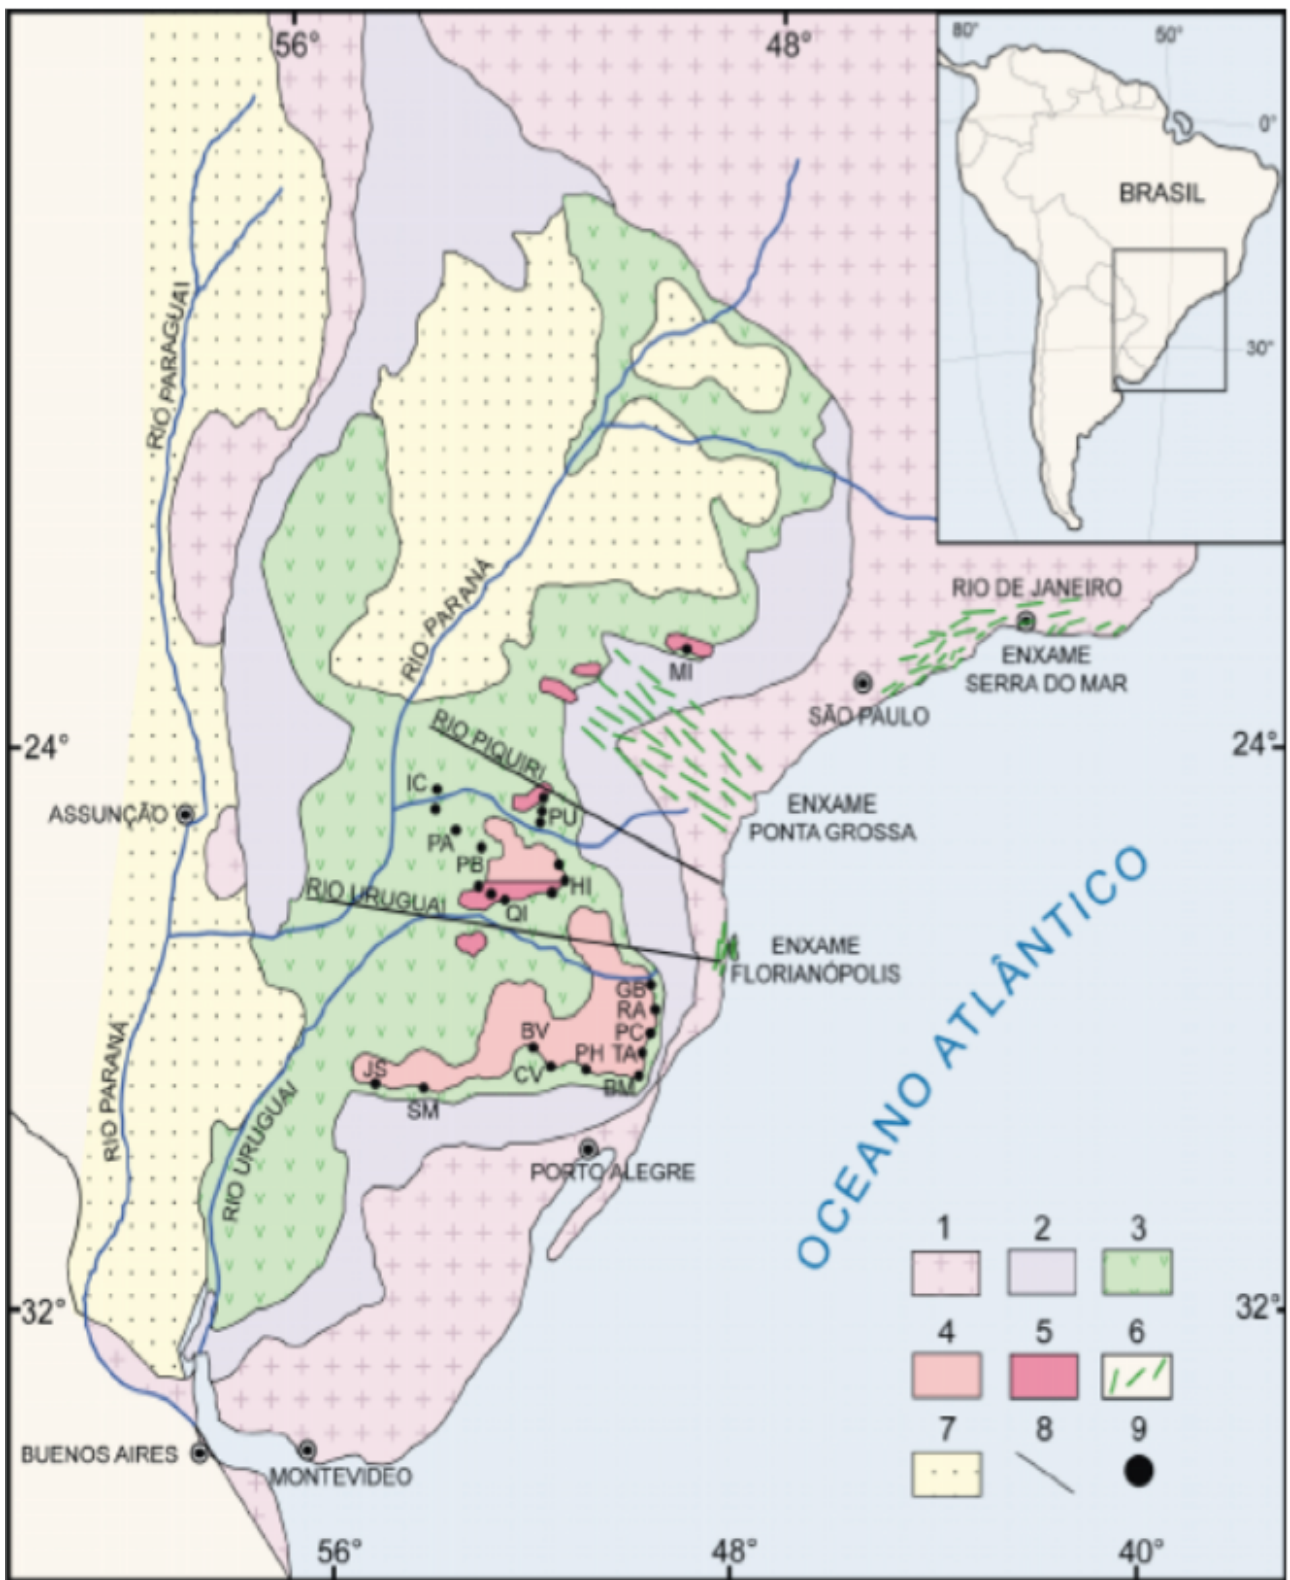 56°
48°
80°
50°
0°
BRASIL
30°
RIO PARAGUAI
RIO PARANÁ
RIO DE JANEIRO
ENXAME
SERRA DO MAR
SÃO PAULO
MI
24°
RIO PIQUIRI
24°
IC
ASSUNÇÃO
PU
ENXAME
PONTA GROSSA
PA
PB
HI
RIO URUGUAI
QI
ENXAME
FLORIANÓPOLIS
OCEANO ATLÂNTICO
GB
RA
BV
PC
PH TA
JS
CV
BM
SM
RIO PARANÁ
RIO URUGUAI
PORTO ALEGRE
1 2 3
32°
32°
4 5 6
7 8 9
BUENOS AIRES
MONTEVIDEO
56°
48°
40°